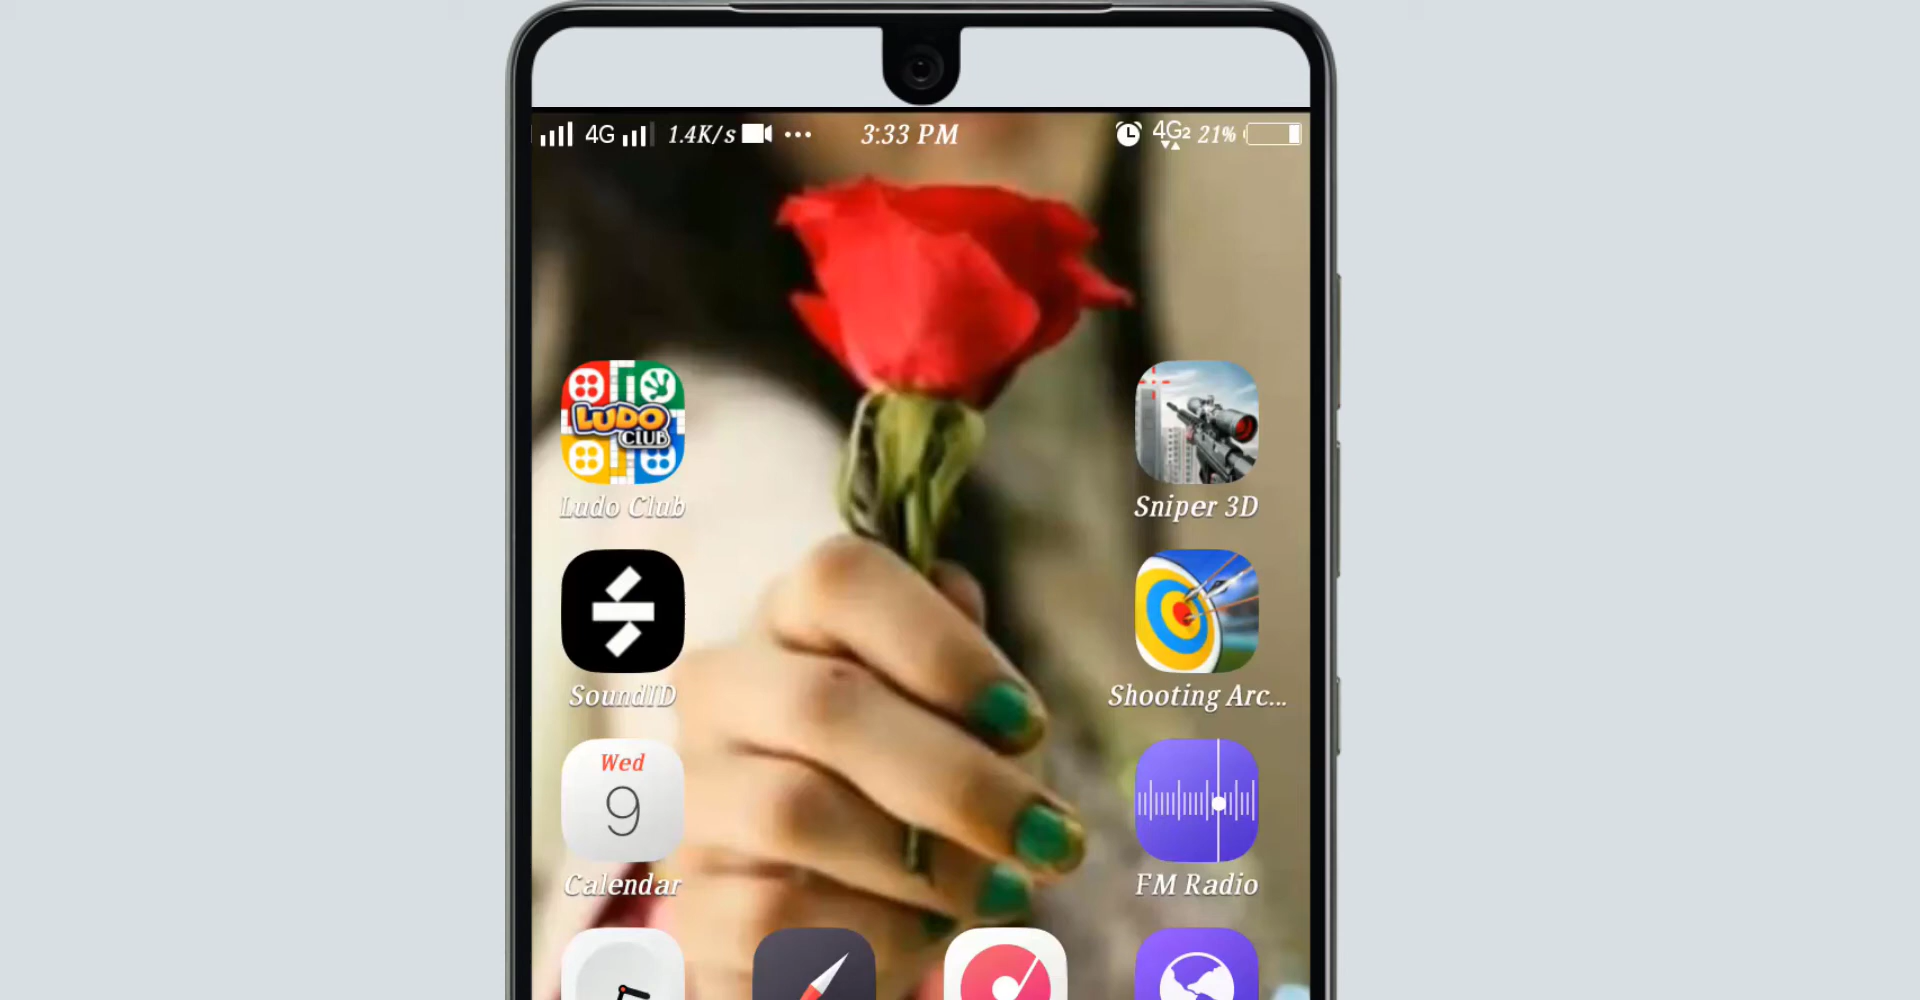 4G 1.4K/s ... 3:33 PM 4G2 21%
LUDO CLUB
Ludo Club
Sniper 3D
SoundID
Shooting Arc...
Wed
9
Calendar
FM Radio